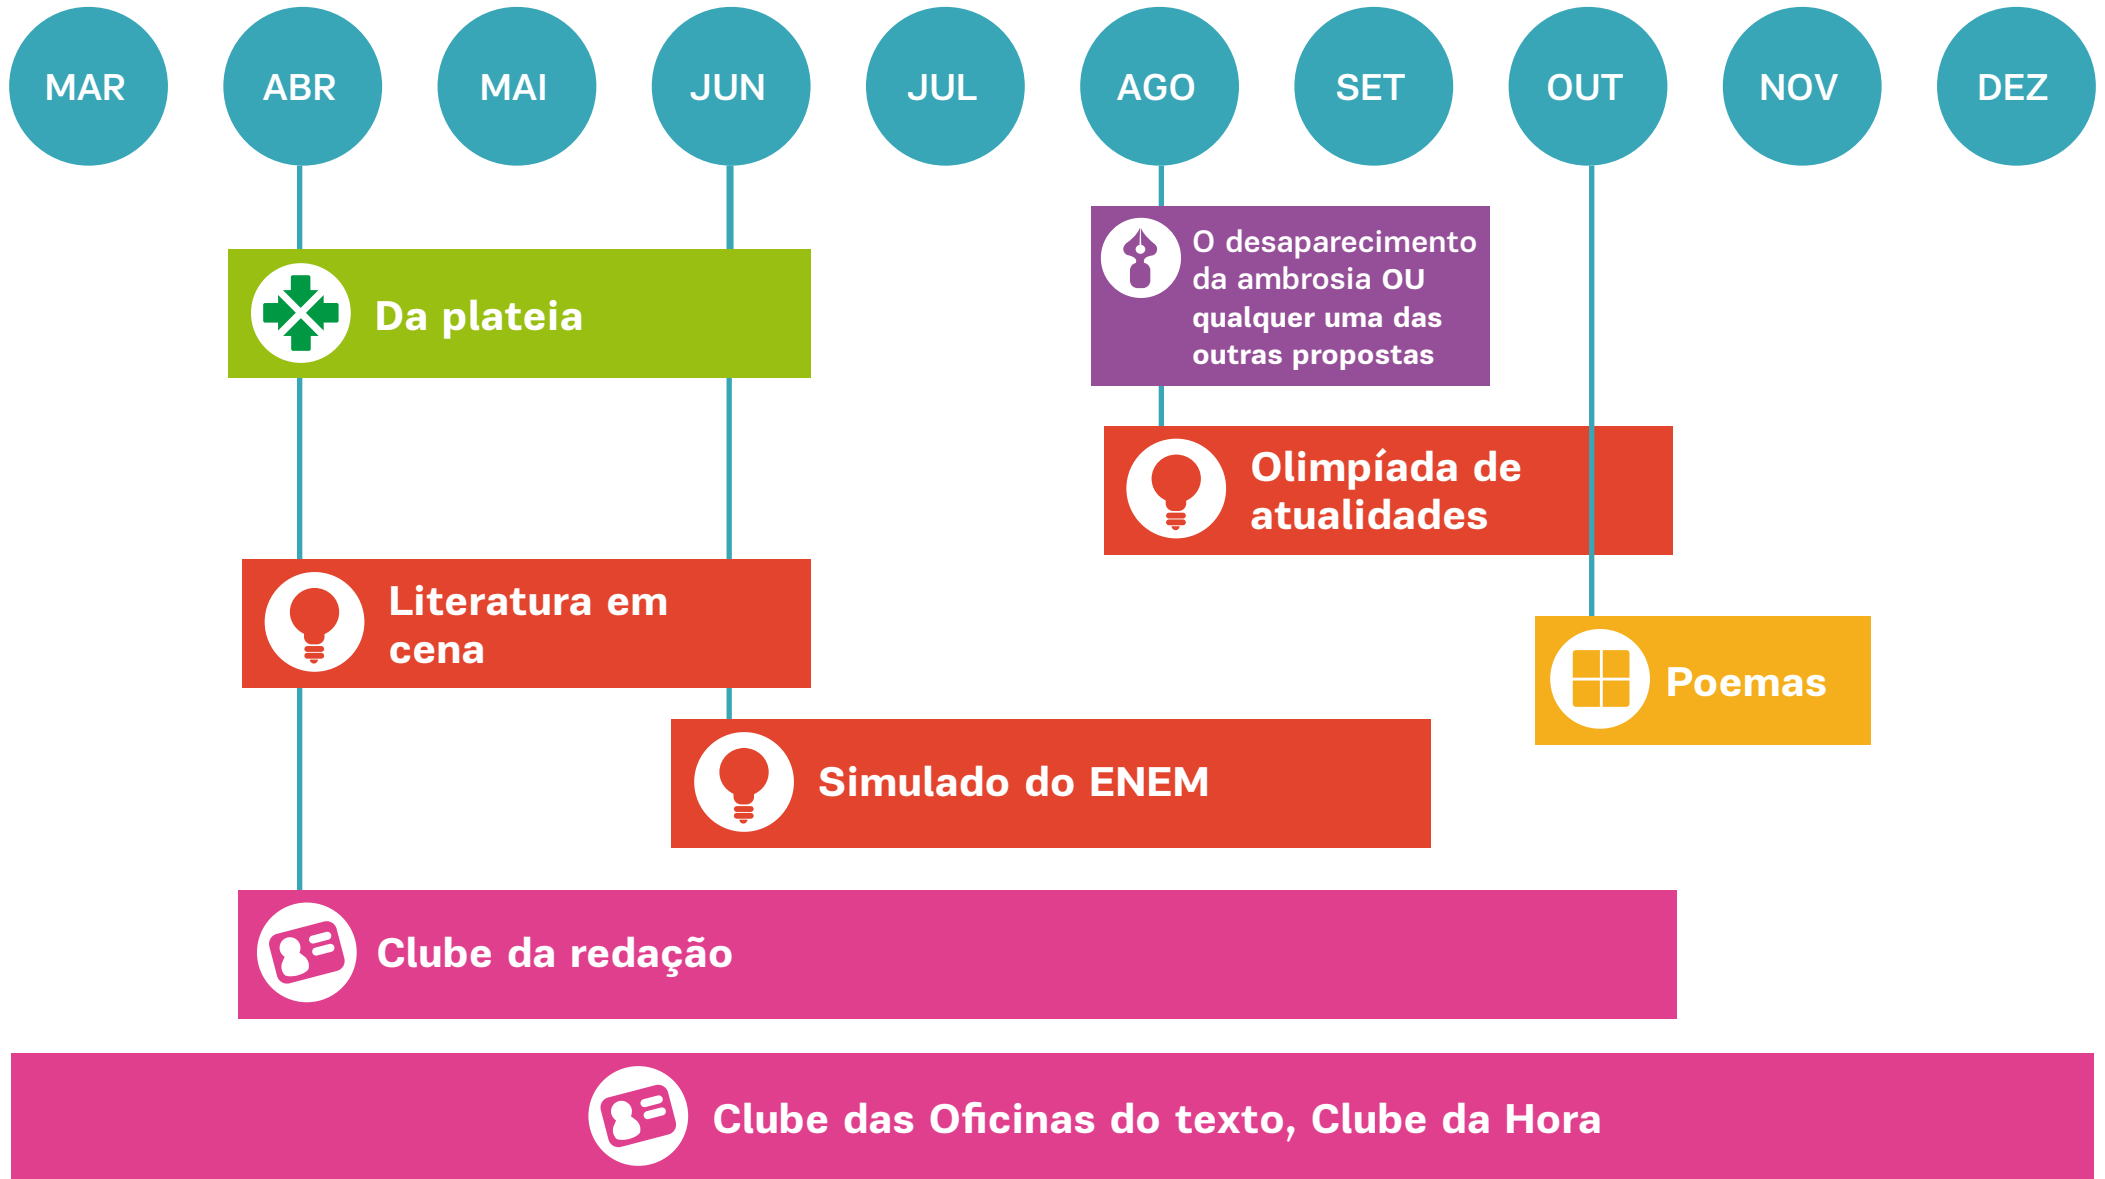 MAR ABR MAI JUN JUL AGO SET OUT NOV DEZ
O desaparecimento
da ambrosia OU
qualquer uma das
outras propostas
Da plateia
Olimpíada de
atualidades
Literatura em
cena
Poemas
Simulado do ENEM
Clube da redação
Clube das Oficinas do texto, Clube da Hora